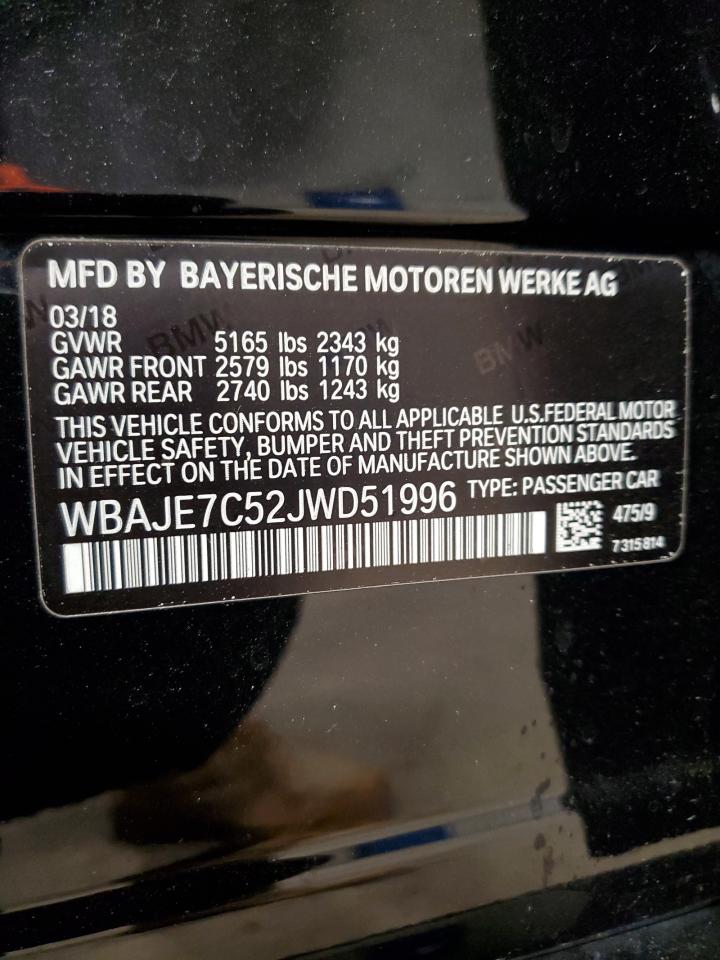 MFD BY BAYERISCHE MOTOREN WERKE AG
03/18
GVWR 5165 lbs 2343 kg
GAWR FRONT 2579 lbs 1170 kg
GAWR REAR 2740 lbs 1243 kg
THIS VEHICLE CONFORMS TO ALL APPLICABLE U.S.FEDERAL MOTOR
VEHICLE SAFETY, BUMPER AND THEFT PREVENTION STANDARDS
IN EFFECT ON THE DATE OF MANUFACTURE SHOWN ABOVE.
WBAJE7C52JWD51996 TYPE: PASSENGER CAR
475/9
7315814
BMW
BMW